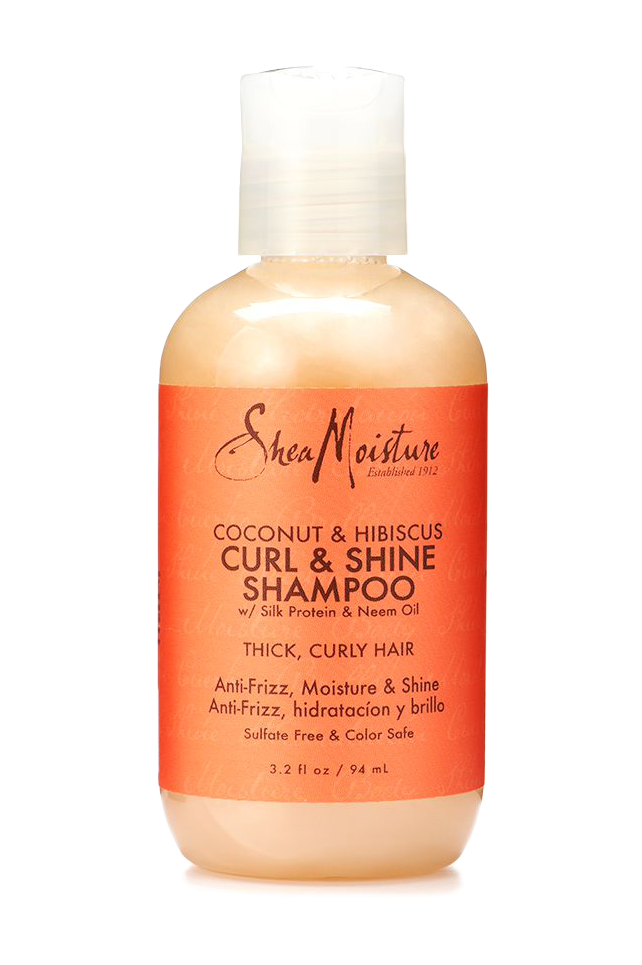 SheaMoisture
Established 1912
COCONUT & HIBISCUS
CURL & SHINE
SHAMPOO
w/ Silk Protein & Neem Oil
THICK, CURLY HAIR
Anti-Frizz, Moisture & Shine
Anti-Frizz, hidratacíon y brillo
Sulfate Free & Color Safe
3.2 fl oz / 94 mL